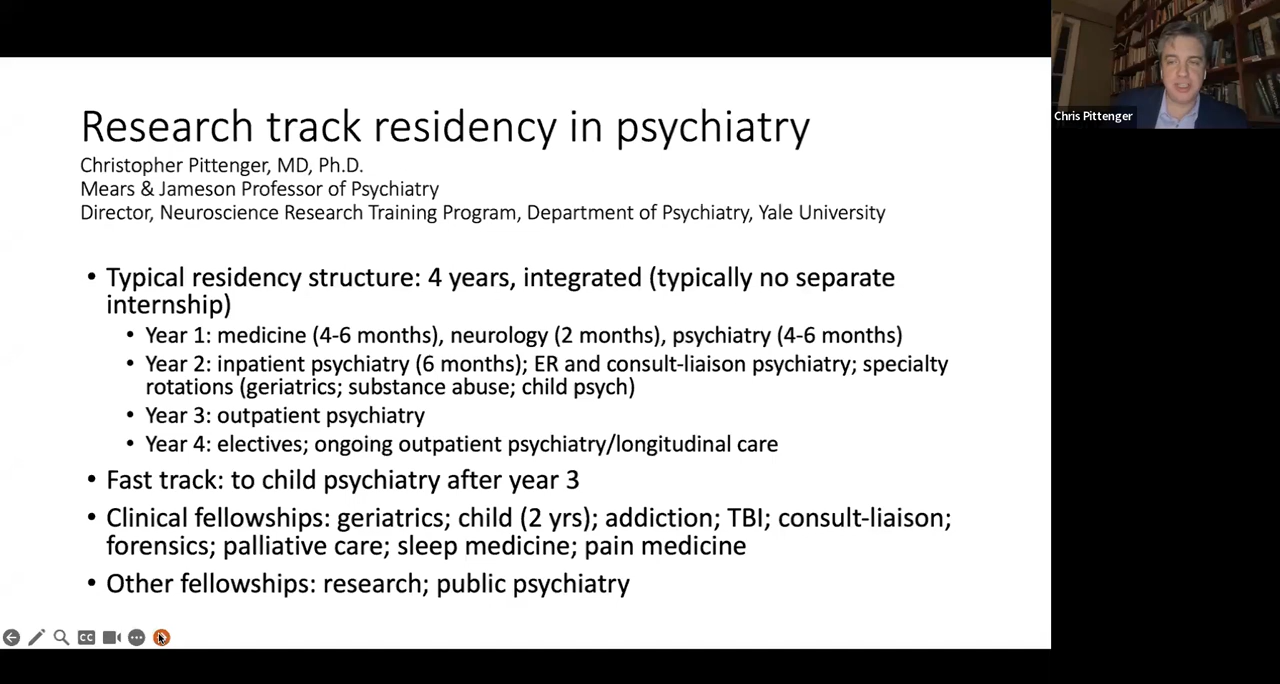 Research track residency in psychiatry
Christopher Pittenger, MD, Ph.D.
Mears & Jameson Professor of Psychiatry
Director, Neuroscience Research Training Program, Department of Psychiatry, Yale University
• Typical residency structure: 4 years, integrated (typically no separate
internship)
• Year 1: medicine (4-6 months), neurology (2 months), psychiatry (4-6 months)
• Year 2: inpatient psychiatry (6 months); ER and consult-liaison psychiatry; specialty
rotations (geriatrics; substance abuse; child psych)
• Year 3: outpatient psychiatry
• Year 4: electives; ongoing outpatient psychiatry/longitudinal care
• Fast track: to child psychiatry after year 3
• Clinical fellowships: geriatrics; child (2 yrs); addiction; TBI; consult-liaison;
forensics; palliative care; sleep medicine; pain medicine
• Other fellowships: research; public psychiatry
CC
Chris Pittenger